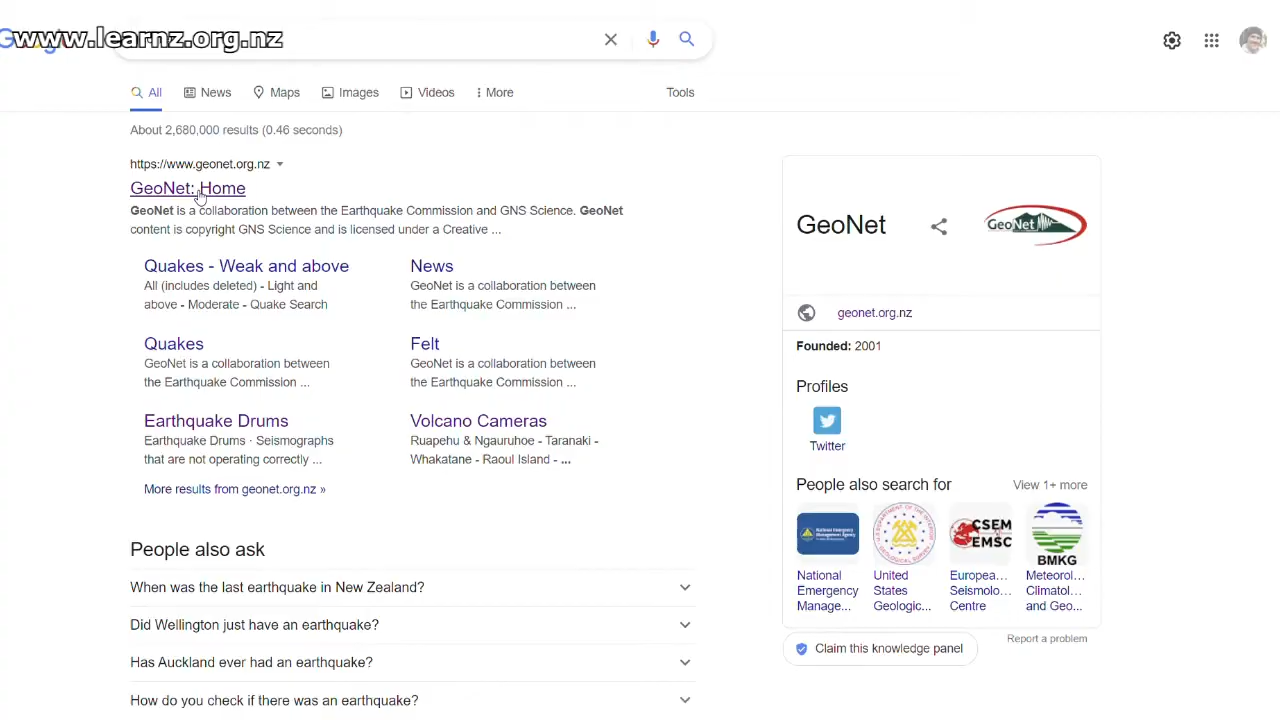 www.learnz.org.nz
All
News
Maps
Images
Videos
More
Tools
About 2,680,000 results (0.46 seconds)
https://www.geonet.org.nz
GeoNet: Home
GeoNet is a collaboration between the Earthquake Commission and GNS Science. GeoNet
content is copyright GNS Science and is licensed under a Creative ...
Quakes - Weak and above
All (includes deleted) - Light and
above - Moderate - Quake Search
News
GeoNet is a collaboration between
the Earthquake Commission ...
Quakes
GeoNet is a collaboration between
the Earthquake Commission ...
Felt
GeoNet is a collaboration between
the Earthquake Commission ...
Earthquake Drums
Earthquake Drums · Seismographs
that are not operating correctly ...
Volcano Cameras
Ruapehu & Ngauruhoe - Taranaki -
Whakatane - Raoul Island - ...
More results from geonet.org.nz »
People also ask
When was the last earthquake in New Zealand?
Did Wellington just have an earthquake?
Has Auckland ever had an earthquake?
How do you check if there was an earthquake?
GeoNet
GeoNet
geonet.org.nz
Founded: 2001
Profiles
Twitter
People also search for
View 1+ more
CSEM
EMSC
BMKG
National
Emergency
Manage...
United
States
Geologic...
Europea...
Seismolo...
Centre
Meteorol...
Climatol...
and Geo...
Report a problem
Claim this knowledge panel